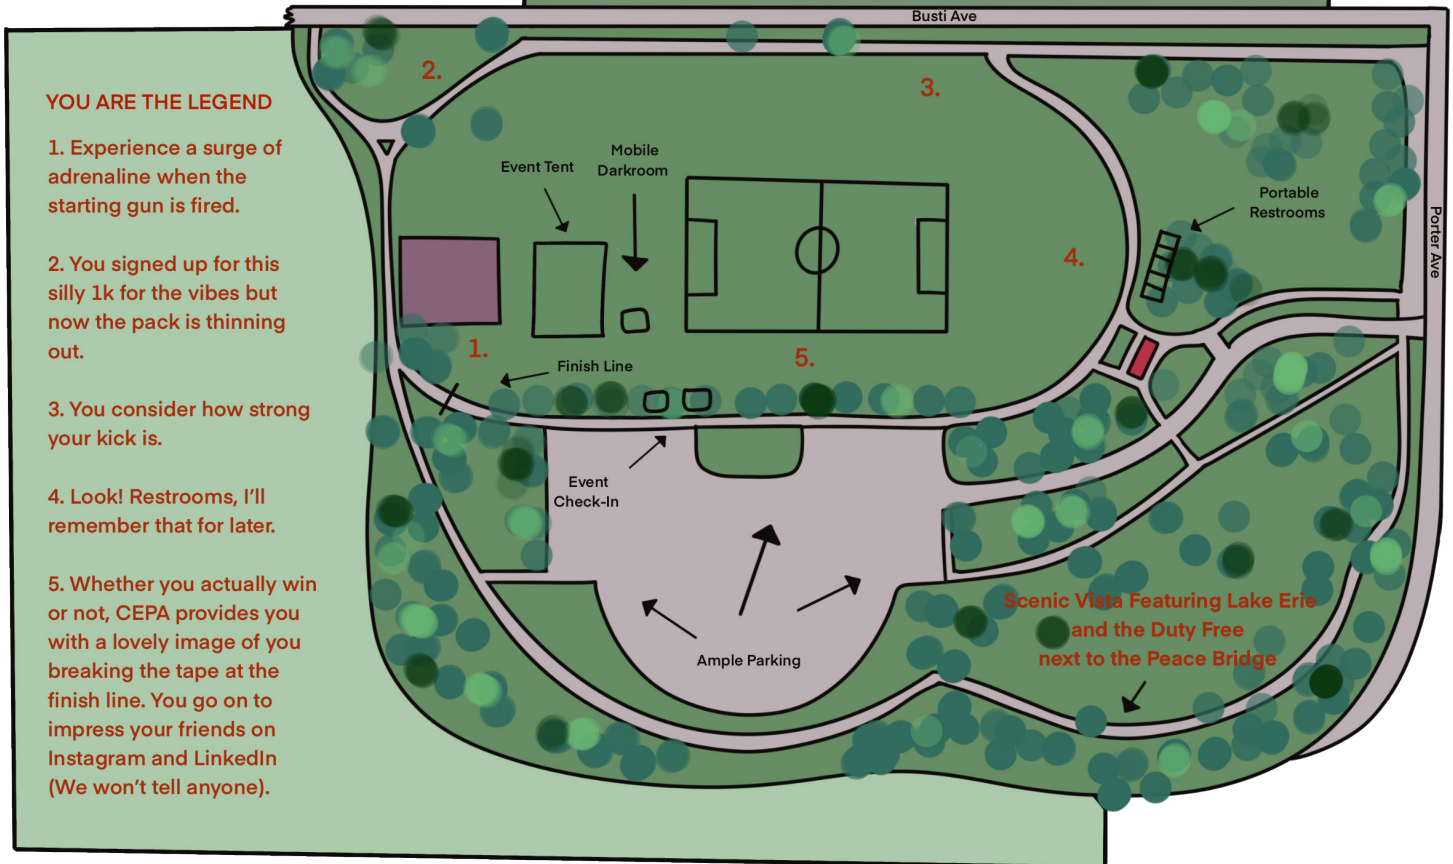 Busti Ave
YOU ARE THE LEGEND
1. Experience a surge of
adrenaline when the
starting gun is fired.
2. You signed up for this
silly 1k for the vibes but
now the pack is thinning
out.
3. You consider how strong
your kick is.
4. Look! Restrooms, I'll
remember that for later.
5. Whether you actually win
or not, CEPA provides you
with a lovely image of you
breaking the tape at the
finish line. You go on to
impress your friends on
Instagram and LinkedIn
(We won't tell anyone).
2.
3.
Event Tent
Mobile
Darkroom
Portable
Restrooms
Porter Ave
4.
1.
Finish Line
5.
Event
Check-In
Ample Parking
Scenic Vista Featuring Lake Erie
and the Duty Free
next to the Peace Bridge